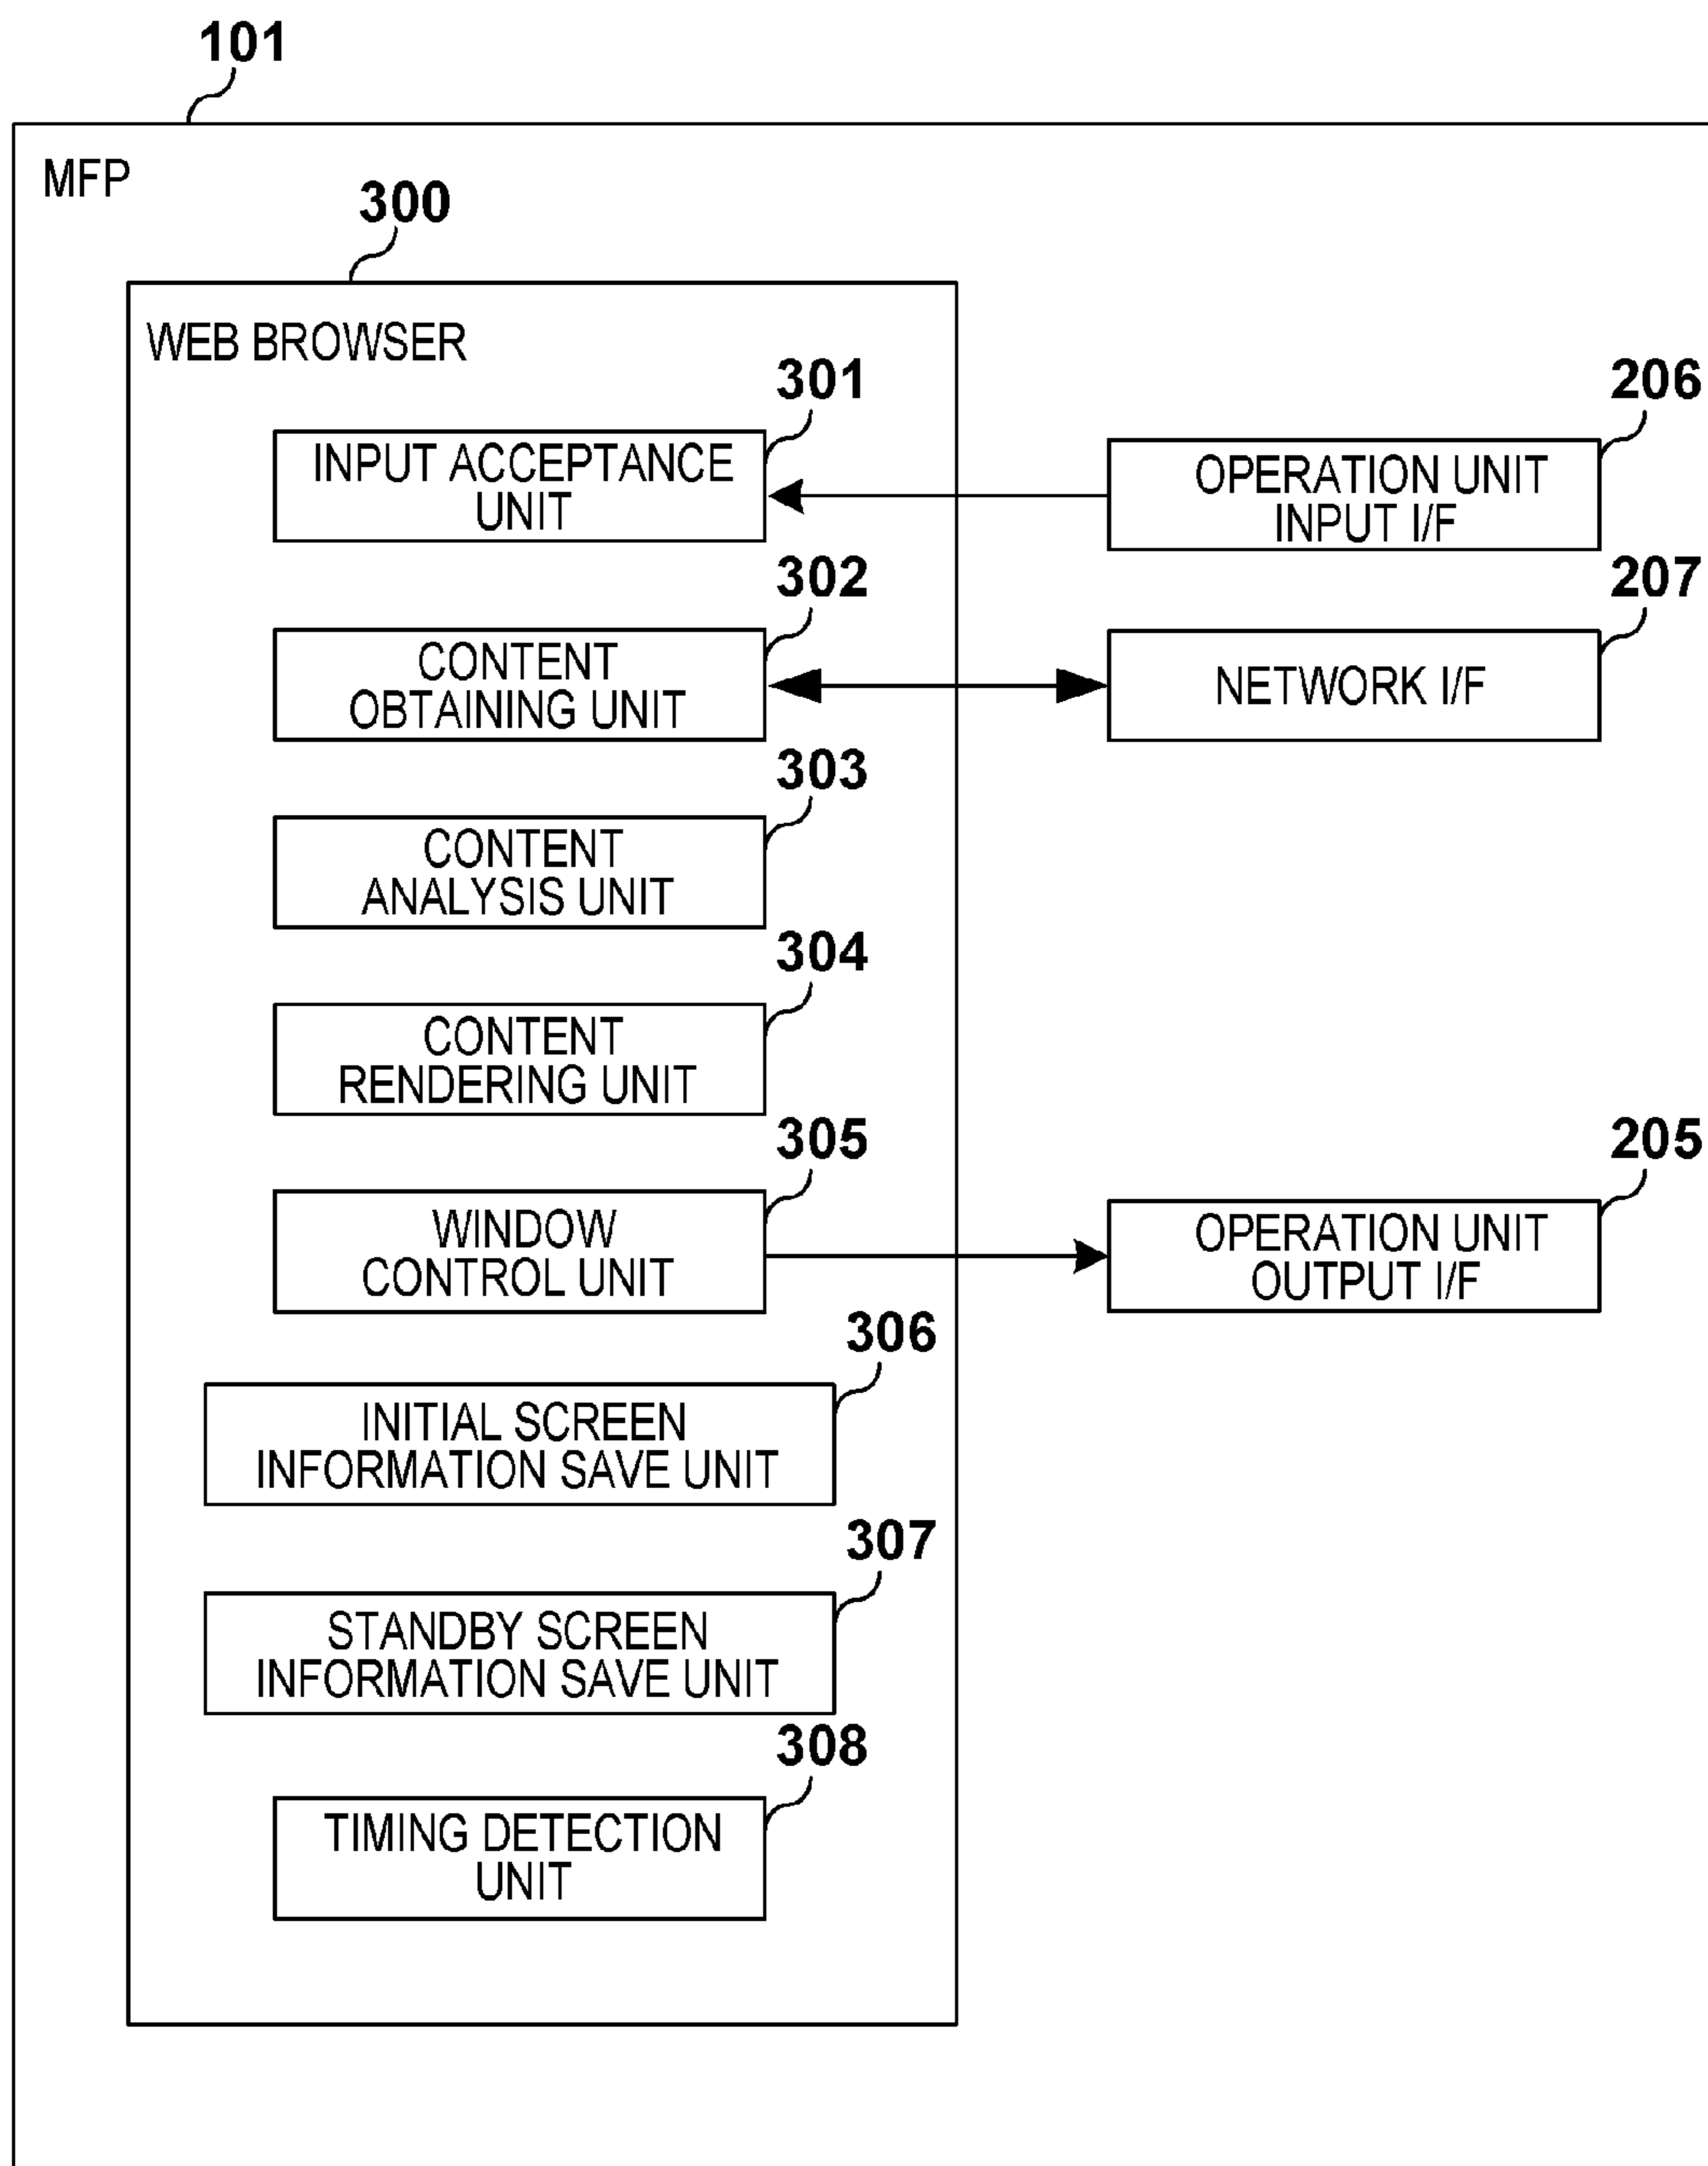 101
MFP
300
WEB BROWSER
301
INPUT ACCEPTANCE
UNIT
206
OPERATION UNIT
INPUT I/F
302
CONTENT
OBTAINING UNIT
207
NETWORK I/F
303
CONTENT
ANALYSIS UNIT
304
CONTENT
RENDERING UNIT
305
WINDOW
CONTROL UNIT
205
OPERATION UNIT
OUTPUT I/F
306
INITIAL SCREEN
INFORMATION SAVE UNIT
307
STANDBY SCREEN
INFORMATION SAVE UNIT
308
TIMING DETECTION
UNIT